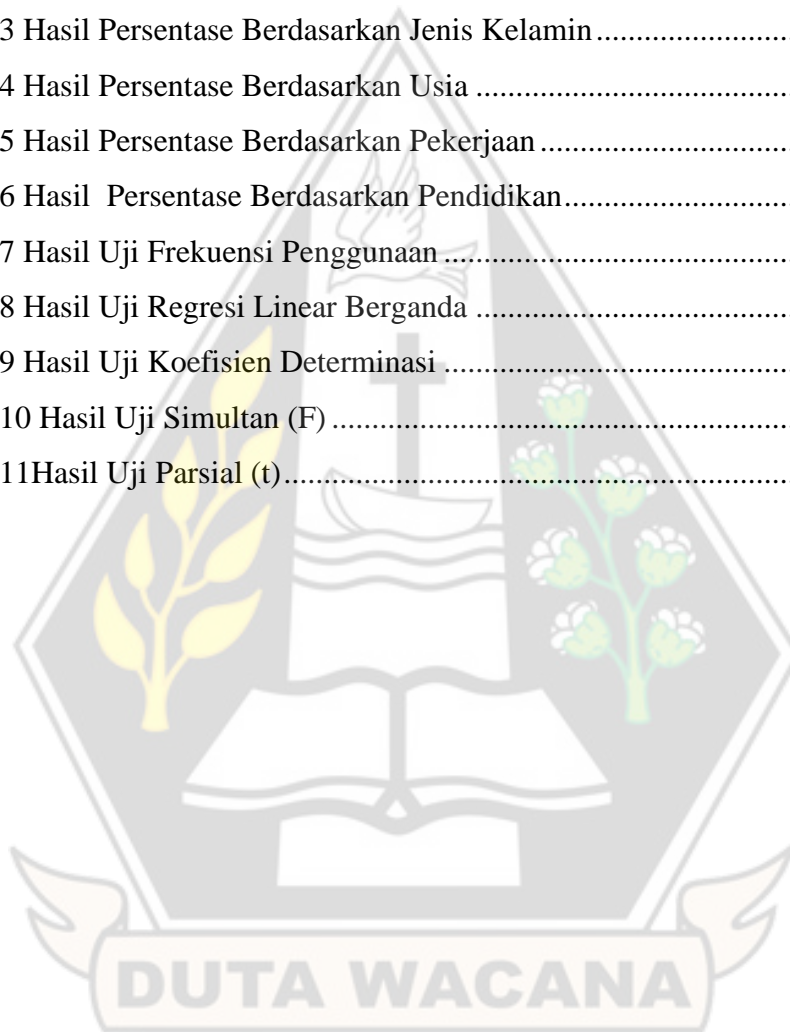 3 Hasil Persentase Berdasarkan Jenis Kelamin........................
4 Hasil Persentase Berdasarkan Usia .......................................
5 Hasil Persentase Berdasarkan Pekerjaan ...............................
6 Hasil  Persentase Berdasarkan Pendidikan............................
7 Hasil Uji Frekuensi Penggunaan ...........................................
8 Hasil Uji Regresi Linear Berganda .......................................
9 Hasil Uji Koefisien Determinasi ...........................................
10 Hasil Uji Simultan (F) .........................................................
11Hasil Uji Parsial (t)...............................................................
DUTA WACANA